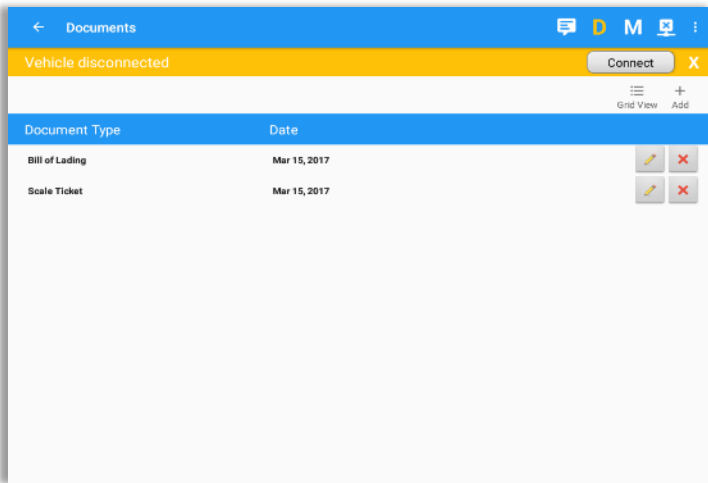 Documents D M
Vehicle disconnected Connect X
Grid View Add
Document Type Date
Bill of Lading Mar 15, 2017
Scale Ticket Mar 15, 2017